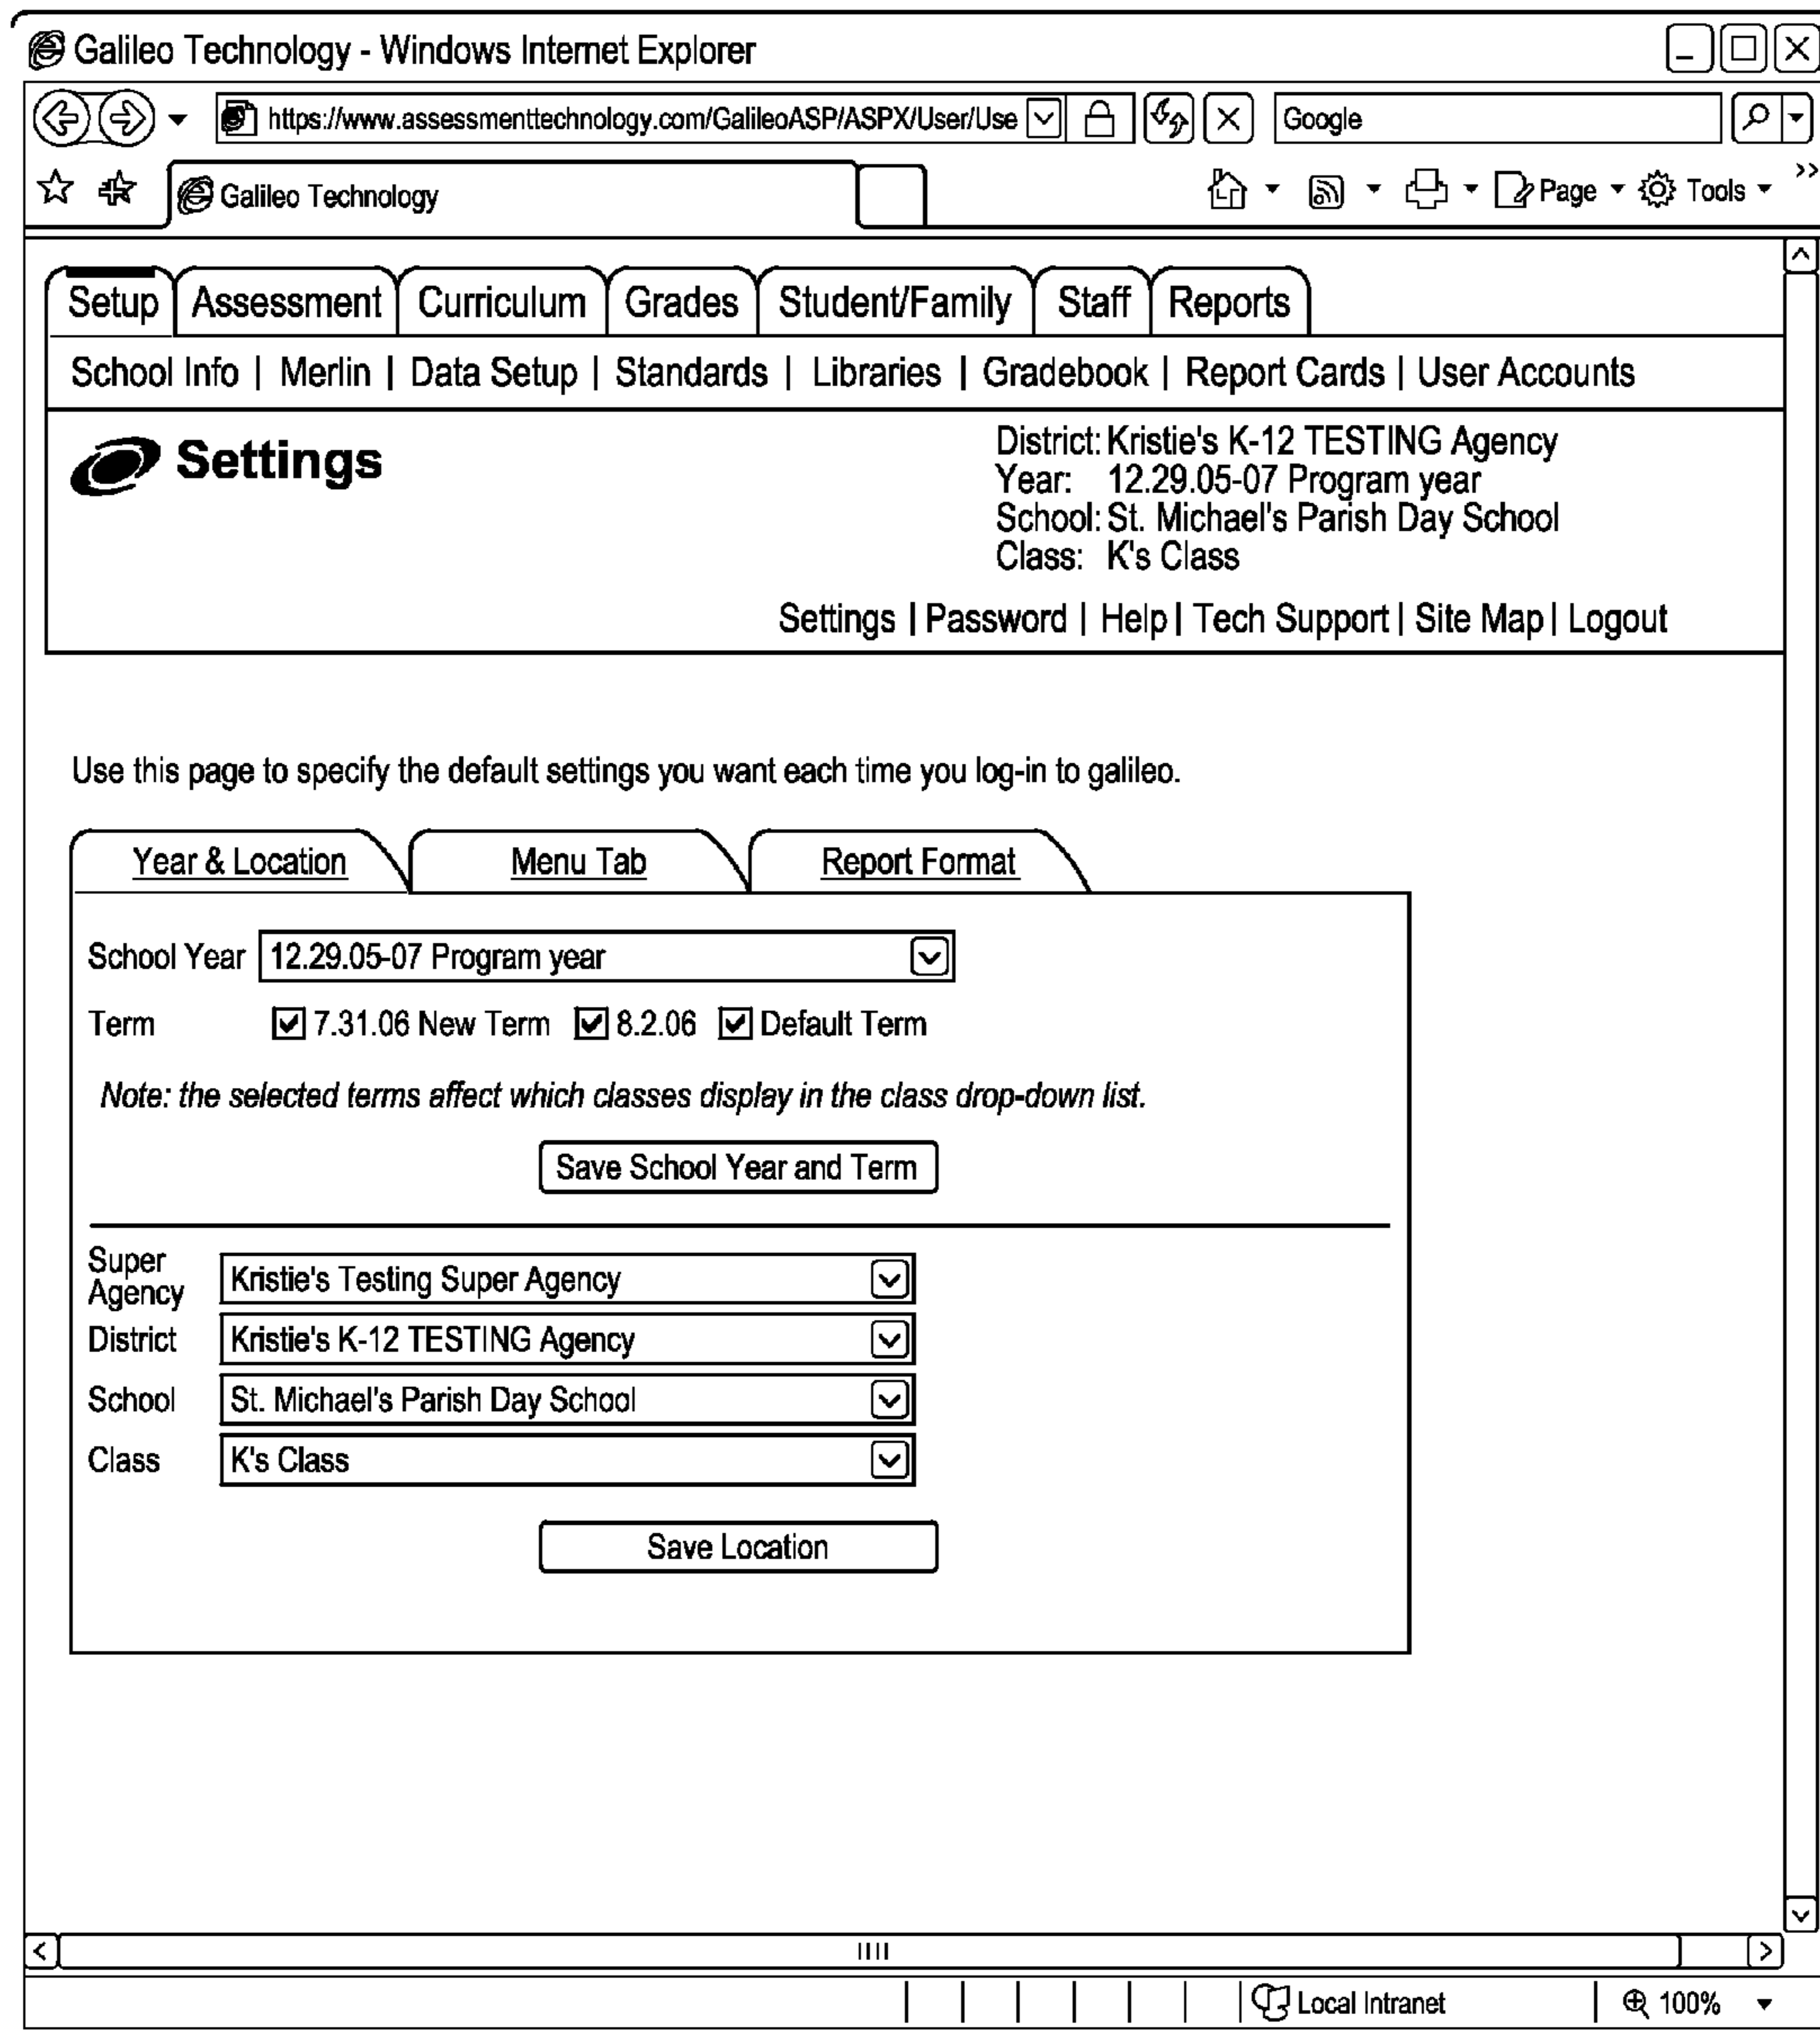 Galileo Technology - Windows Internet Explorer
https://www.assessmenttechnology.com/GalileoASP/ASPX/User/Use
Google
Galileo Technology
Page
Tools
Setup Assessment Curriculum Grades Student/Family Staff Reports
School Info | Merlin | Data Setup | Standards | Libraries | Gradebook | Report Cards | User Accounts
Settings
District: Kristie's K-12 TESTING Agency
Year: 12.29.05-07 Program year
School: St. Michael's Parish Day School
Class: K's Class
Settings | Password | Help | Tech Support | Site Map | Logout
Use this page to specify the default settings you want each time you log-in to galileo.
Year & Location Menu Tab Report Format
School Year 12.29.05-07 Program year
Term 7.31.06 New Term 8.2.06 Default Term
Note: the selected terms affect which classes display in the class drop-down list.
Save School Year and Term
Super Agency Kristie's Testing Super Agency
District Kristie's K-12 TESTING Agency
School St. Michael's Parish Day School
Class K's Class
Save Location
Local Intranet 100%